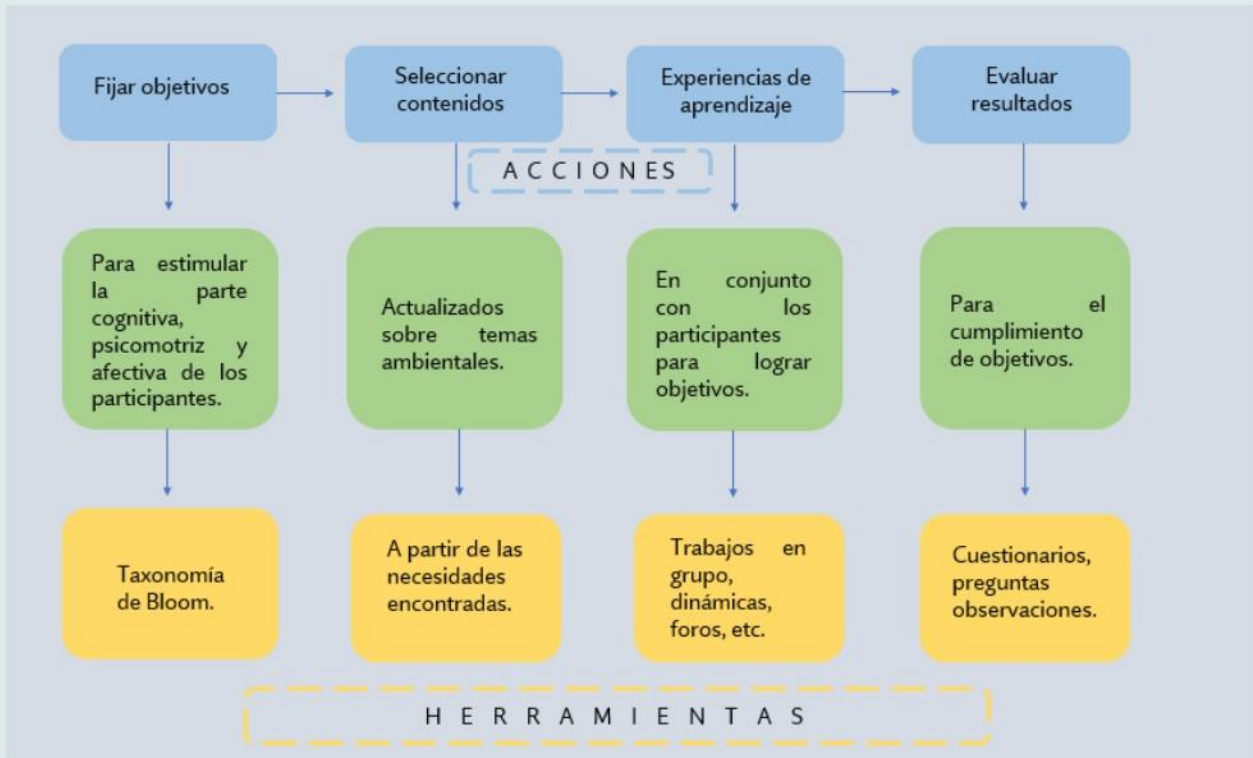 Fijar objetivos
Seleccionar
contenidos
Experiencias de
aprendizaje
Evaluar
resultados
A C C I O N E S
Para estimular
la parte
cognitiva,
psicomotriz y
afectiva de los
participantes.
Actualizados
sobre temas
ambientales.
En conjunto
con los
participantes
para lograr
objetivos.
Para el
cumplimiento
de objetivos.
Taxonomía
de Bloom.
A partir de las
necesidades
encontradas.
Trabajos en
grupo,
dinámicas,
foros, etc.
Cuestionarios,
preguntas
observaciones.
H E R R A M I E N T A S